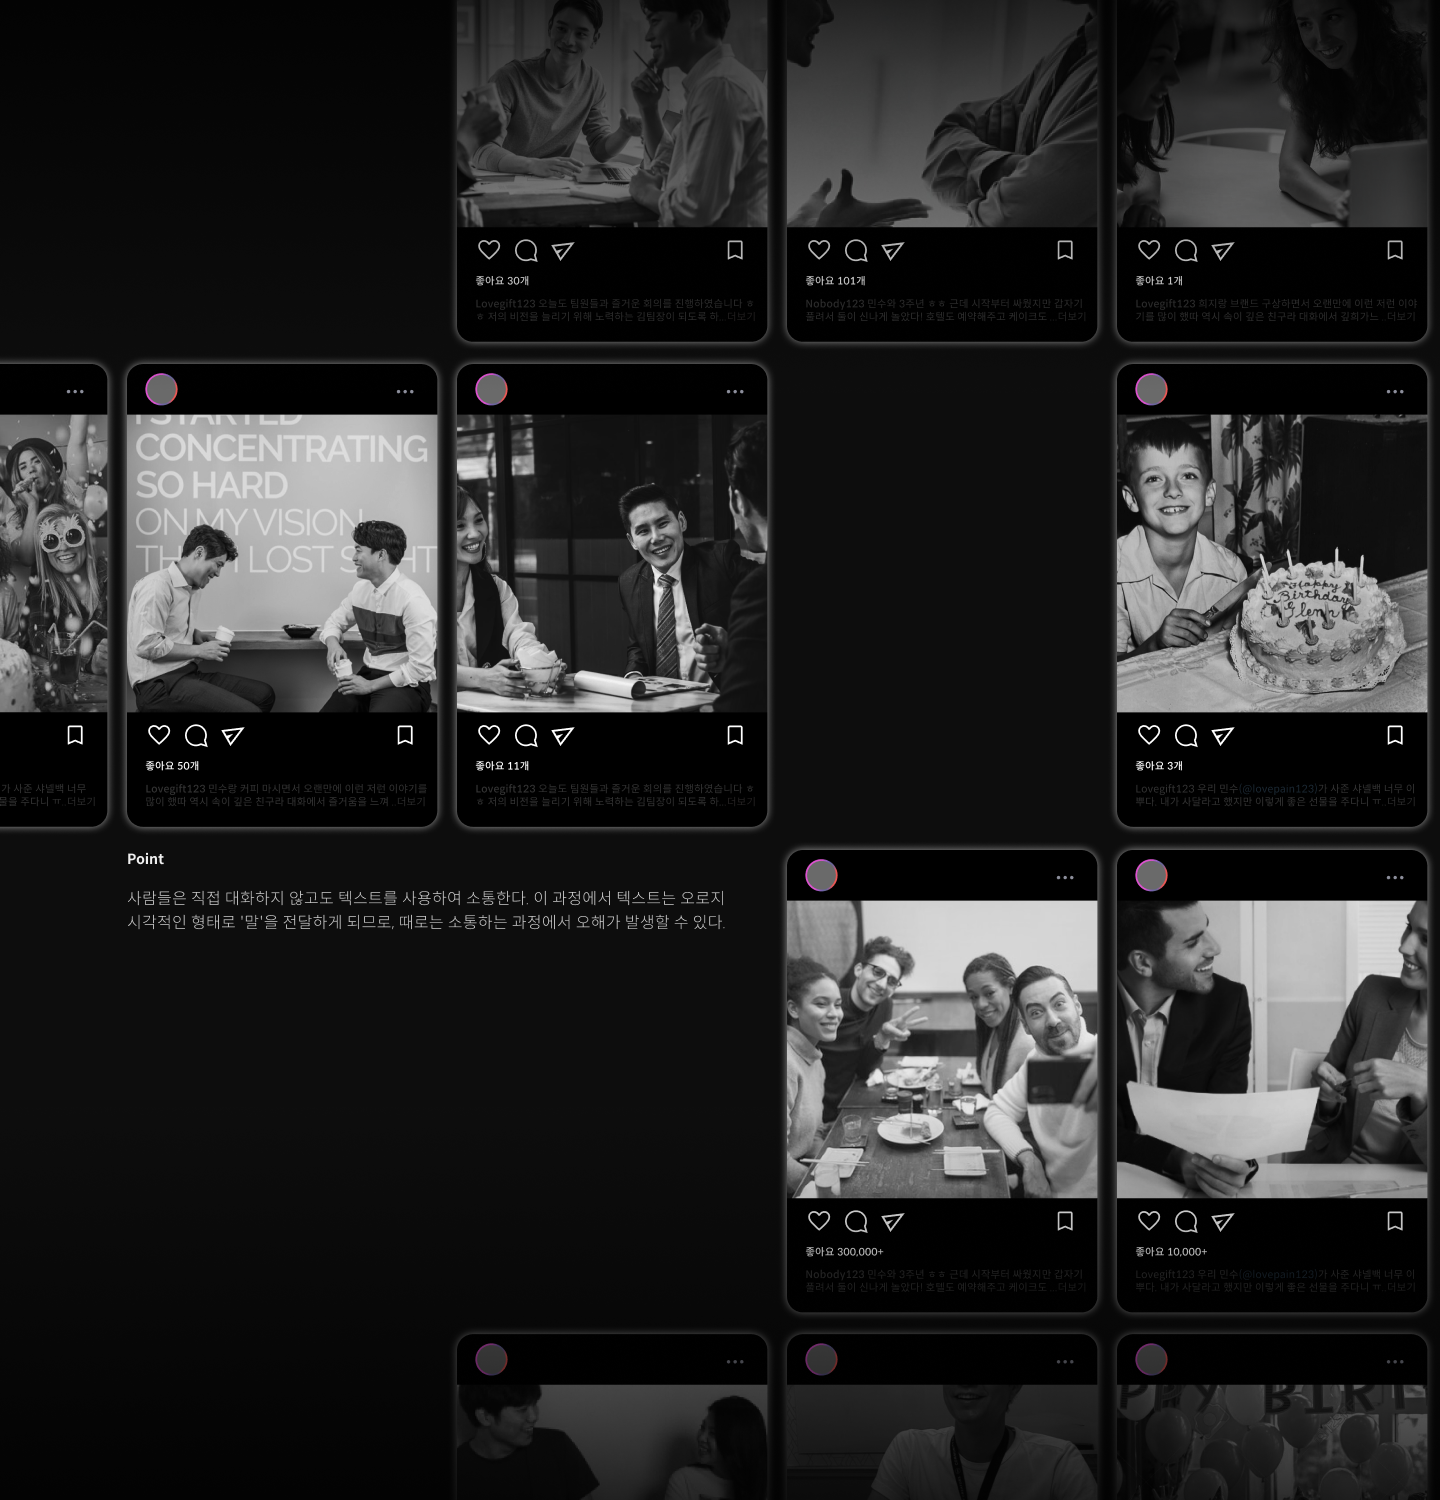 좋아요 30개
Lovegift123 오늘도 팀원들과 즐거운 회의를 진행하였습니다 ㅎ
ㅎ 저의 비전을 늘리기 위해 노력하는 김팀장이 되도록 하.. 더보기
좋아요 101개
Nobody123 민수와 3주년 ㅎㅎ 근데 시작부터 싸웠지만 갑자기
풀려서 둘이 신나게 놀았다! 호텔도 예약해주고 케이크도 .. 더보기
좋아요 1개
Lovegift123 희지랑 브랜드 구상하면서 오랜만에 이런 저런 이야
기를 많이 했따 역시 속이 깊은 친구라 대화에서 깊희가느 ..더보기
가 사준 샤넬백 너무
물을 주다니 ㅠ..더보기
I STARTED
CONCENTRATING
SO HARD
ON MY VISION
LOST
좋아요 50개
Lovegift123 민수랑 커피 마시면서 오랜만에 이런 저런 이야기를
많이 했따 역시 속이 깊은 친구라 대화에서 즐거움을 느껴.. 더보기
좋아요 11개
Lovegift123 오늘도 팀원들과 즐거운 회의를 진행하였습니다 ㅎ
ㅎ 저의 비전을 늘리기 위해 노력하는 김팀장이 되도록 하.. 더보기
Happy
Birthday
Glenn
좋아요 3개
Lovegift123 우리 민수(@lovepain123)가 사준 샤넬백 너무 이
뿌다. 내가 사달라고 했지만 이렇게 좋은 선물을 주다니 ㅠ..더보기
Point
사람들은 직접 대화하지 않고도 텍스트를 사용하여 소통한다. 이 과정에서 텍스트는 오로지
시각적인 형태로 '말'을 전달하게 되므로, 때로는 소통하는 과정에서 오해가 발생할 수 있다.
좋아요 300,000+
Nobody123 민수와 3주년 ㅎㅎ 근데 시작부터 싸웠지만 갑자기
풀려서 둘이 신나게 놀았다! 호텔도 예약해주고 케이크도 .. 더보기
좋아요 10,000+
Lovegift123 우리 민수(@lovepain123)가 사준 샤넬백 너무 이
뿌다. 내가 사달라고 했지만 이렇게 좋은 선물을 주다니 ㅠ..더보기
PPY BIRT